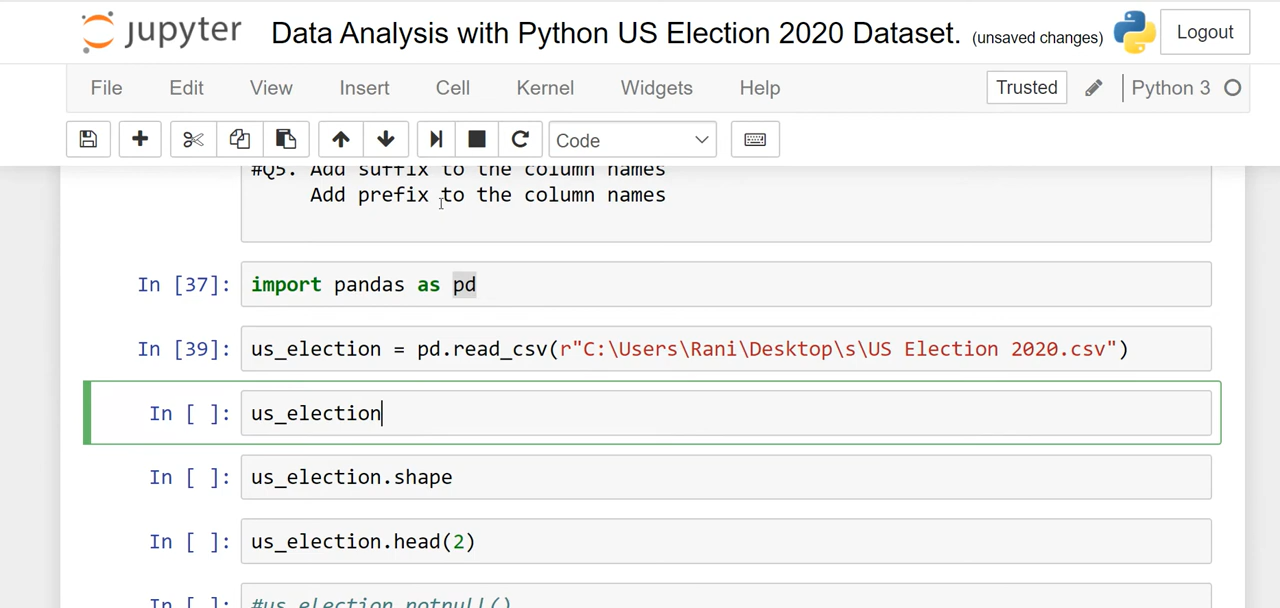 jupyter Data Analysis with Python US Election 2020 Dataset. (unsaved changes) Logout
File Edit View Insert Cell Kernel Widgets Help Trusted Python 3
Code
#Q5. Add suffix to the column names
Add prefix to the column names
In [37]: import pandas as pd
In [39]: us_election = pd.read_csv(r"C:\Users\Rani\Desktop\s\US Election 2020.csv")
In [ ]: us_election
In [ ]: us_election.shape
In [ ]: us_election.head(2)
In [ ]: #us_election.notnull()